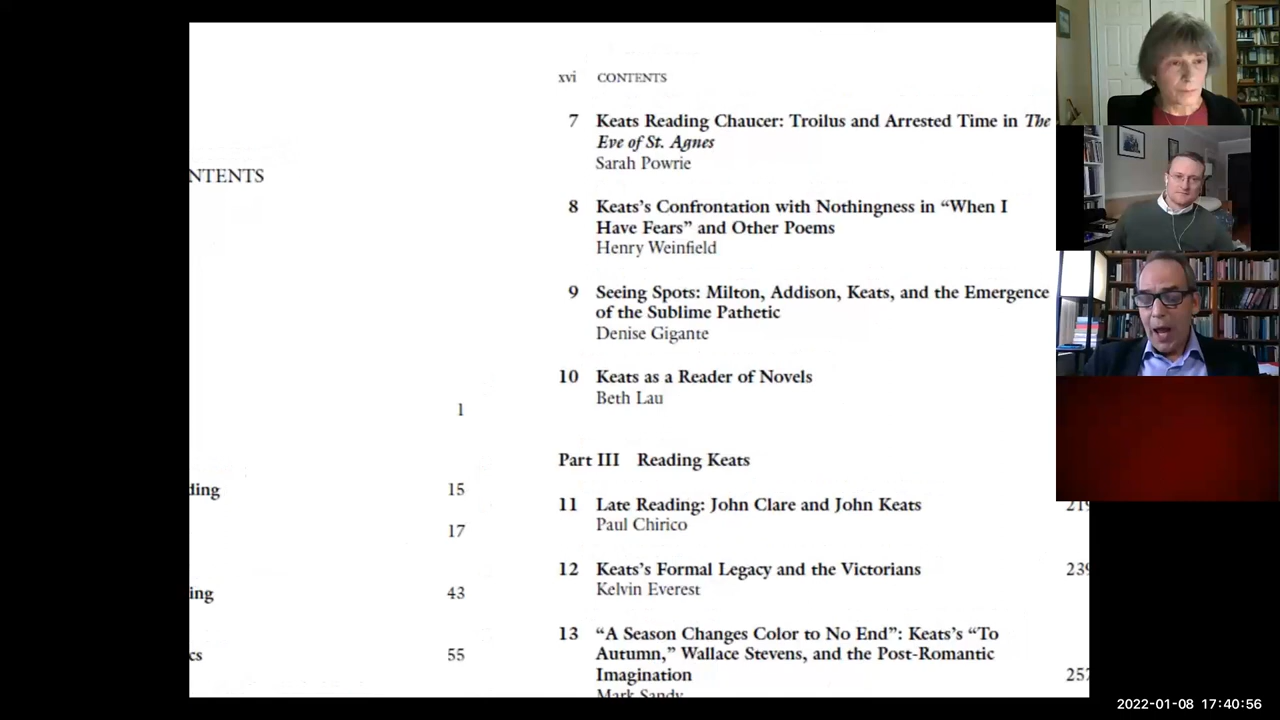 NTENTS
1
ding 15
17
ing 43
cs 55
xvi CONTENTS
7 Keats Reading Chaucer: Troilus and Arrested Time in The
Eve of St. Agnes
Sarah Powrie
8 Keats's Confrontation with Nothingness in “When I
Have Fears” and Other Poems
Henry Weinfield
9 Seeing Spots: Milton, Addison, Keats, and the Emergence
of the Sublime Pathetic
Denise Gigante
10 Keats as a Reader of Novels
Beth Lau
Part III Reading Keats
11 Late Reading: John Clare and John Keats 219
Paul Chirico
12 Keats's Formal Legacy and the Victorians 239
Kelvin Everest
13 “A Season Changes Color to No End”: Keats's “To
Autumn,” Wallace Stevens, and the Post-Romantic
Imagination 257
Mark Sandy
2022-01-08 17:40:56